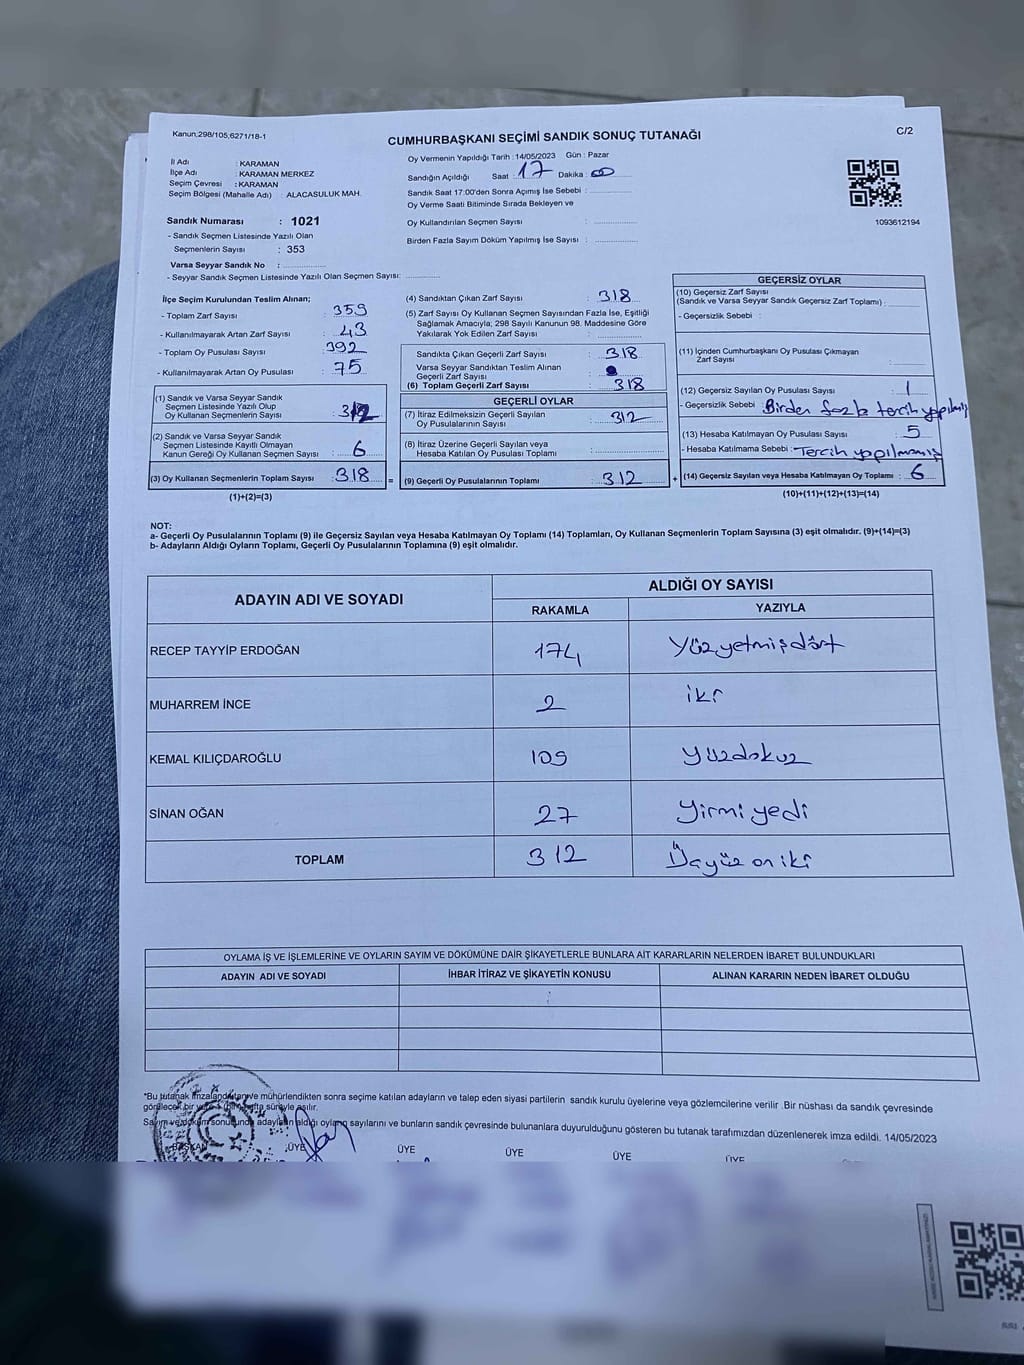 Kanun,298/105,6271/18-1
CUMHURBAŞKANI SEÇİMİ SANDIK SONUÇ TUTANAĞI
C/2
İl Adı : KARAMAN
İlçe Adı : KARAMAN MERKEZ
Seçim Çevresi : KARAMAN
Seçim Bölgesi (Mahalle Adı) : ALACASULUK MAH.
Oy Vermenin Yapıldığı Tarih : 14/05/2023 Gün : Pazar
Sandığın Açıldığı Saat : 17 Dakika : 00
Sandık Saat 17:00'den Sonra Açımış İse Sebebi :
Oy Verme Saati Bitiminde Sırada Bekleyen ve
Oy Kullandırılan Seçmen Sayısı :
Birden Fazla Sayım Döküm Yapılmış İse Sayısı :
1093612194
Sandık Numarası : 1021
- Sandık Seçmen Listesinde Yazılı Olan
Seçmenlerin Sayısı : 353
Varsa Seyyar Sandık No :
- Seyyar Sandık Seçmen Listesinde Yazılı Olan Seçmen Sayısı:
İlçe Seçim Kurulundan Teslim Alınan;
- Toplam Zarf Sayısı : 359
- Kullanılmayarak Artan Zarf Sayısı : 43
- Toplam Oy Pusulası Sayısı : 392
- Kullanılmayarak Artan Oy Pusulası : 75
(1) Sandık ve Varsa Seyyar Sandık
Seçmen Listesinde Yazılı Olup
Oy Kullanan Seçmenlerin Sayısı : 312
(2) Sandık ve Varsa Seyyar Sandık
Seçmen Listesinde Kayıtlı Olmayan
Kanun Gereği Oy Kullanan Seçmen Sayısı : 6
(3) Oy Kullanan Seçmenlerin Toplam Sayısı : 318 =
(1)+(2)=(3)
(4) Sandıktan Çıkan Zarf Sayısı : 318
(5) Zarf Sayısı Oy Kullanan Seçmen Sayısından Fazla İse, Eşitliği
Sağlamak Amacıyla; 298 Sayılı Kanunun 98. Maddesine Göre
Yakılarak Yok Edilen Zarf Sayısı :
Sandıkta Çıkan Geçerli Zarf Sayısı : 318
Varsa Seyyar Sandıktan Teslim Alınan
Geçerli Zarf Sayısı :
(6) Toplam Geçerli Zarf Sayısı : 318
GEÇERLİ OYLAR
(7) İtiraz Edilmeksizin Geçerli Sayılan
Oy Pusulalarının Sayısı : 312
(8) İtiraz Üzerine Geçerli Sayılan veya
Hesaba Katılan Oy Pusulası Toplamı :
(9) Geçerli Oy Pusulalarının Toplamı : 312 +
GEÇERSİZ OYLAR
(10) Geçersiz Zarf Sayısı
(Sandık ve Varsa Seyyar Sandık Geçersiz Zarf Toplamı) :
- Geçersizlik Sebebi :
(11) İçinden Cumhurbaşkanı Oy Pusulası Çıkmayan
Zarf Sayısı :
(12) Geçersiz Sayılan Oy Pusulası Sayısı : 1
- Geçersizlik Sebebi : Birden fazla tercih yapılmış
(13) Hesaba Katılmayan Oy Pusulası Sayısı : 5
- Hesaba Katılmama Sebebi : Tercih yapılmamış
(14) Geçersiz Sayılan veya Hesaba Katılmayan Oy Toplamı : 6
(10)+(11)+(12)+(13)=(14)
NOT:
a- Geçerli Oy Pusulalarının Toplamı (9) ile Geçersiz Sayılan veya Hesaba Katılmayan Oy Toplamı (14) Toplamları, Oy Kullanan Seçmenlerin Toplam Sayısına (3) eşit olmalıdır. (9)+(14)=(3)
b- Adayların Aldığı Oyların Toplamı, Geçerli Oy Pusulalarının Toplamına (9) eşit olmalıdır.
ADAYIN ADI VE SOYADI
ALDIĞI OY SAYISI
RAKAMLA YAZIYLA
RECEP TAYYİP ERDOĞAN 174 Yüzyetmişdört
MUHARREM İNCE 2 iki
KEMAL KILIÇDAROĞLU 109 Yüzdokuz
SİNAN OĞAN 27 Yirmiyedi
TOPLAM 312 Üçyüz on iki
OYLAMA İŞ VE İŞLEMLERİNE VE OYLARIN SAYIM VE DÖKÜMÜNE DAİR ŞİKAYETLERLE BUNLARA AİT KARARLARIN NELERDEN İBARET BULUNDUKLARI
ADAYIN ADI VE SOYADI İHBAR İTİRAZ VE ŞİKAYETİN KONUSU ALINAN KARARIN NEDEN İBARET OLDUĞU
*Bu tutanak imzalandıktan ve mühürlendikten sonra seçime katılan adayların ve talep eden siyasi partilerin sandık kurulu üyelerine veya gözlemcilerine verilir .Bir nüshası da sandık çevresinde
görülecek bir yere 1 (bir) hafta süreyle asılır.
Sayım ve döküm sonucunda adayların aldığı oyların sayılarını ve bunların sandık çevresinde bulunanlara duyurulduğunu gösteren bu tutanak tarafımızdan düzenlenerek imza edildi. 14/05/2023
BAŞKAN ÜYE ÜYE ÜYE ÜYE ÜYE